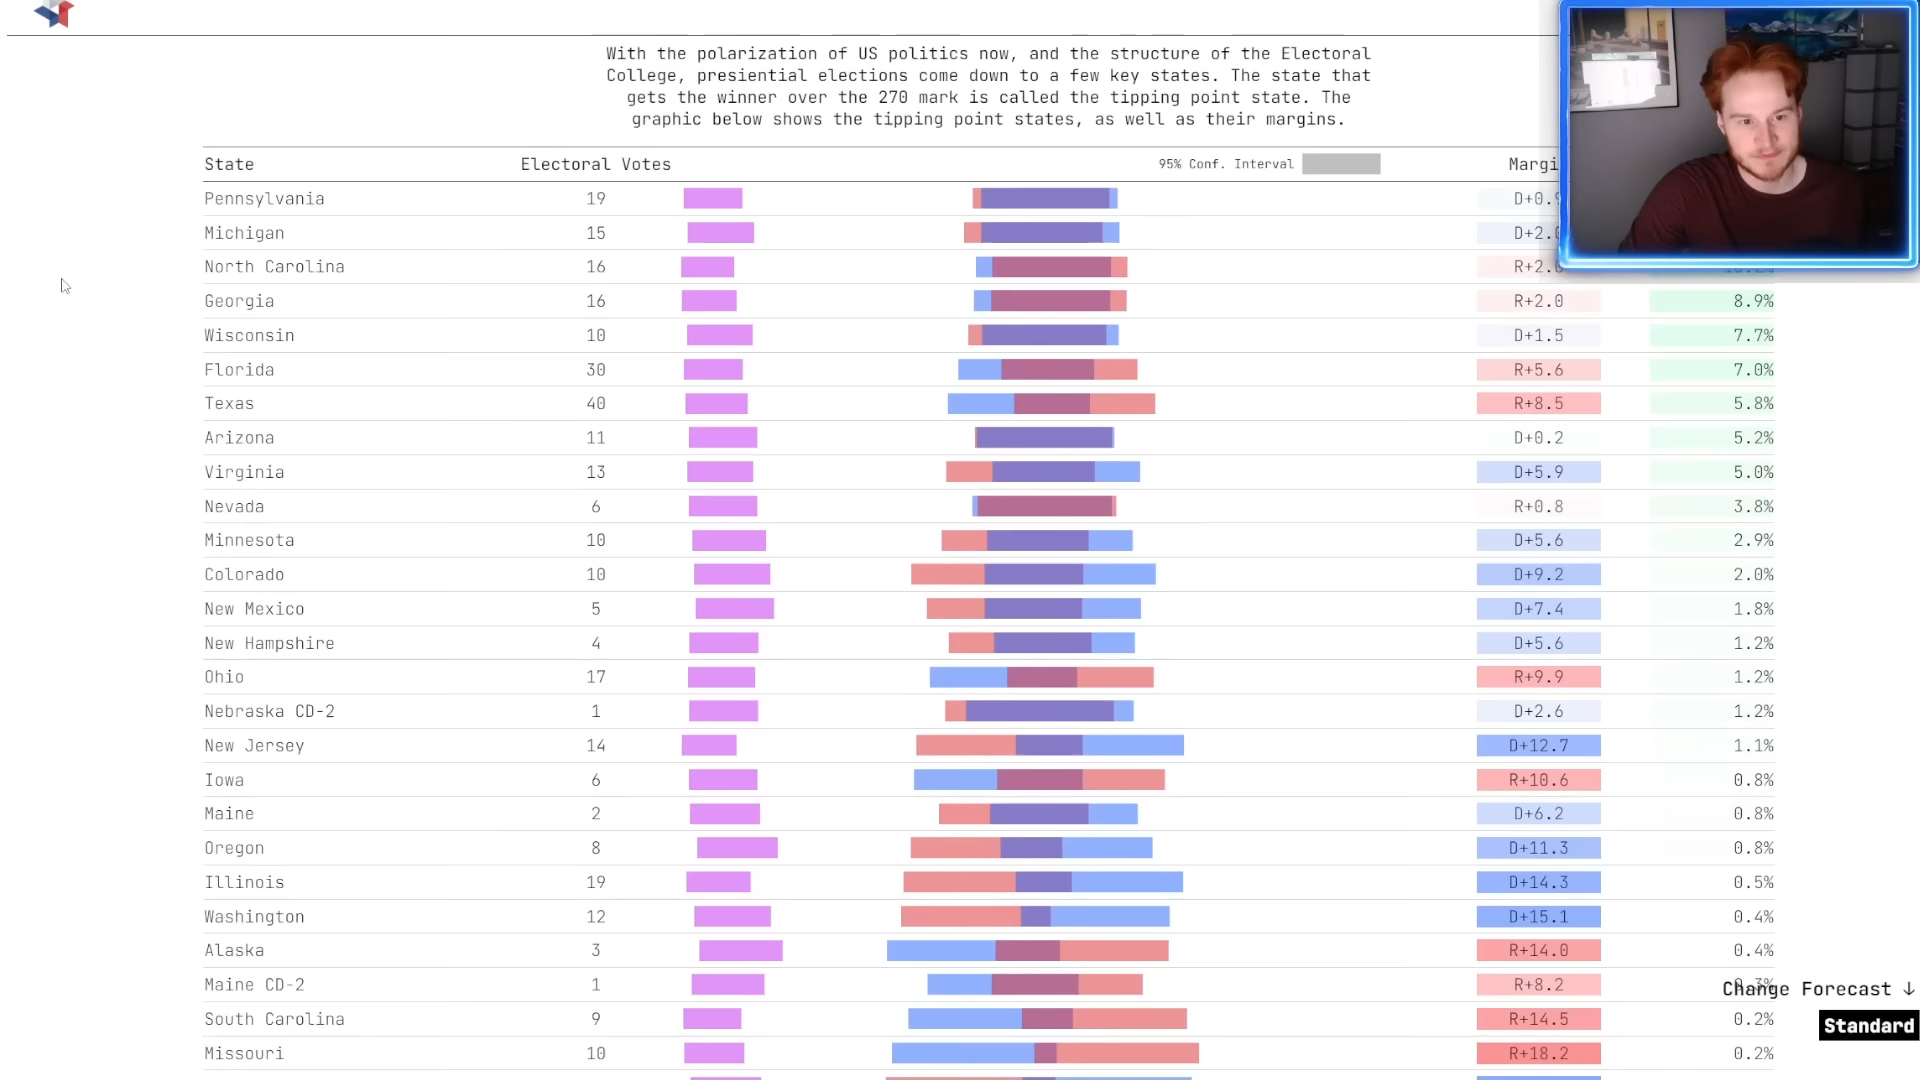 With the polarization of US politics now, and the structure of the Electoral
College, presiential elections come down to a few key states. The state that
gets the winner over the 270 mark is called the tipping point state. The
graphic below shows the tipping point states, as well as their margins.
State Electoral Votes 95% Conf. Interval Margi
Pennsylvania 19 D+0.9
Michigan 15 D+2.0
North Carolina 16 R+2.0
Georgia 16 R+2.0 8.9%
Wisconsin 10 D+1.5 7.7%
Florida 30 R+5.6 7.0%
Texas 40 R+8.5 5.8%
Arizona 11 D+0.2 5.2%
Virginia 13 D+5.9 5.0%
Nevada 6 R+0.8 3.8%
Minnesota 10 D+5.6 2.9%
Colorado 10 D+9.2 2.0%
New Mexico 5 D+7.4 1.8%
New Hampshire 4 D+5.6 1.2%
Ohio 17 R+9.9 1.2%
Nebraska CD-2 1 D+2.6 1.2%
New Jersey 14 D+12.7 1.1%
Iowa 6 R+10.6 0.8%
Maine 2 D+6.2 0.8%
Oregon 8 D+11.3 0.8%
Illinois 19 D+14.3 0.5%
Washington 12 D+15.1 0.4%
Alaska 3 R+14.0 0.4%
Maine CD-2 1 R+8.2
Change Forecast ↓
South Carolina 9 R+14.5 0.2%
Standard
Missouri 10 R+18.2 0.2%